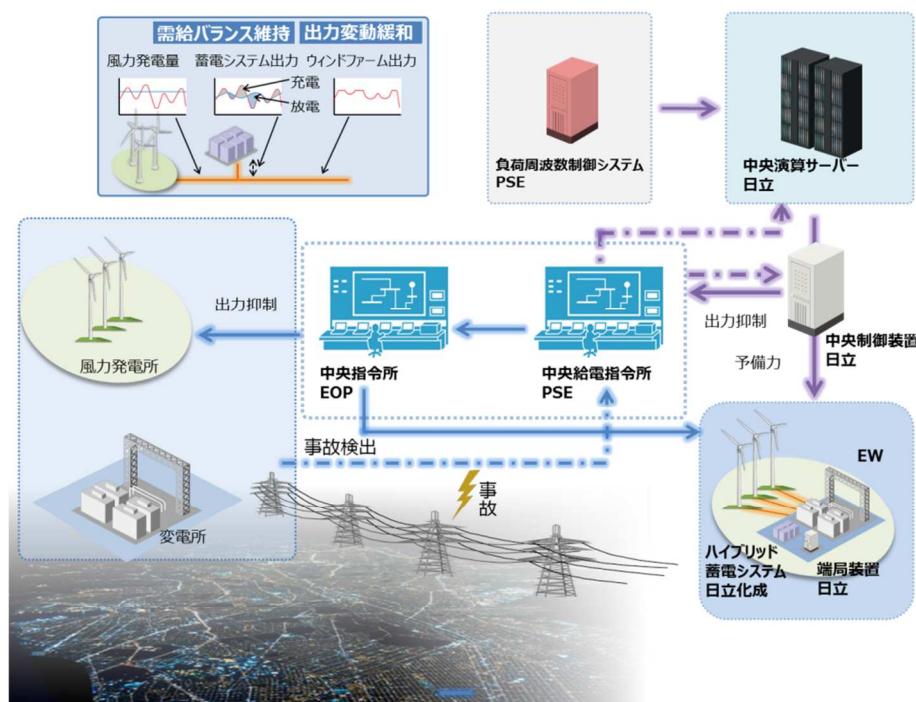 需給バランス維持 出力変動緩和
風力発電量 蓄電システム出力 ウィンドファーム出力
充電
放電
負荷周波数制御システム
PSE
中央演算サーバー
日立
出力抑制
風力発電所
中央指令所
EOP
中央給電指令所
PSE
出力抑制
予備力
中央制御装置
日立
事故検出
事故
変電所
EW
ハイブリッド
蓄電システム
日立化成
端局装置
日立